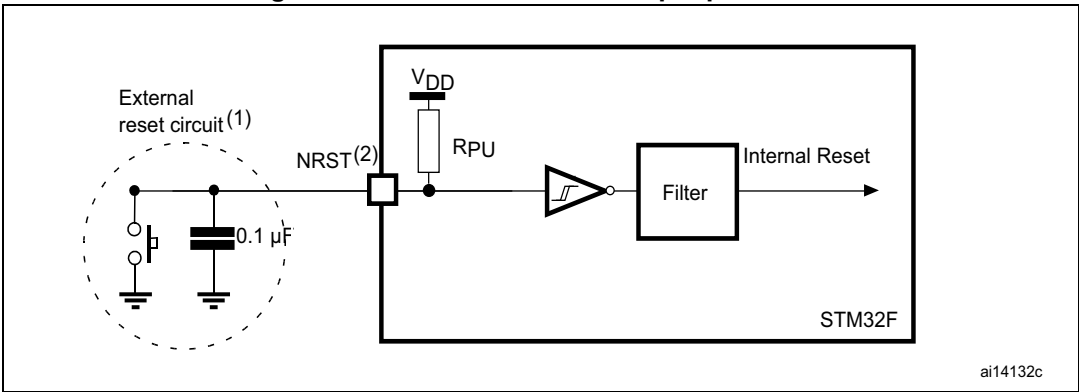 External
reset circuit(1)
VDD
NRST(2)
RPU
Internal Reset
Filter
0.1 μF
STM32F
ai14132c